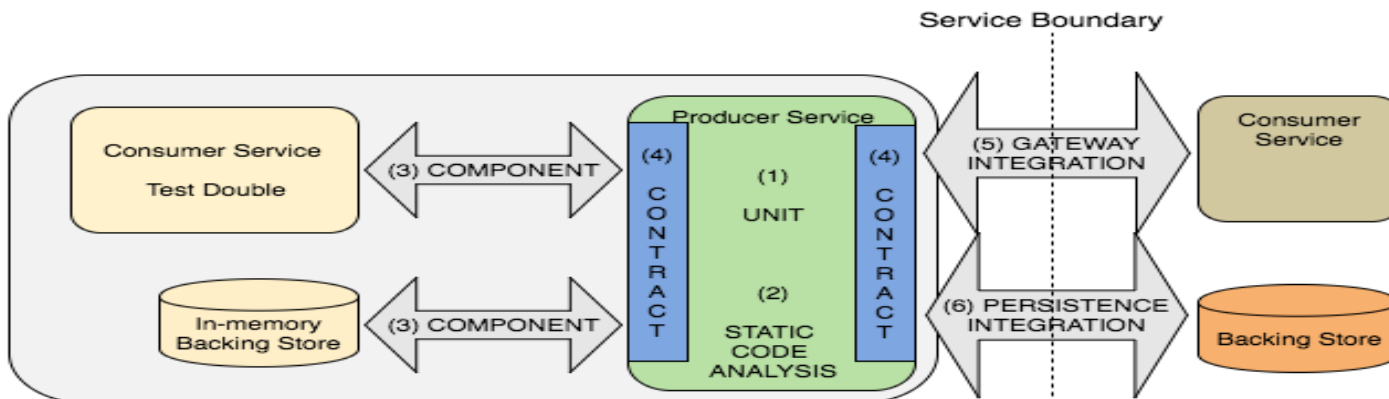 Service Boundary
Consumer Service
Test Double
(3) COMPONENT
In-memory
Backing Store
(3) COMPONENT
Producer Service
(4)
C
O
N
T
R
A
C
T
(1)
UNIT
(2)
STATIC
CODE
ANALYSIS
(4)
C
O
N
T
R
A
C
T
(5) GATEWAY
INTEGRATION
(6) PERSISTENCE
INTEGRATION
Consumer
Service
Backing Store